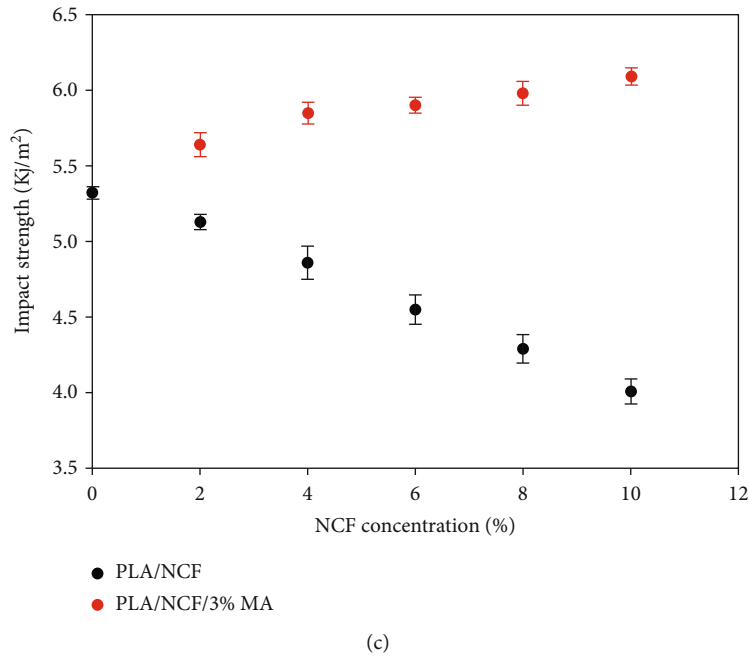 6.5
6.0
5.5
5.0
4.5
4.0
3.5
Impact strength (Kj/m²)
0 2 4 6 8 10 12
NCF concentration (%)
PLA/NCF
PLA/NCF/3% MA
(c)